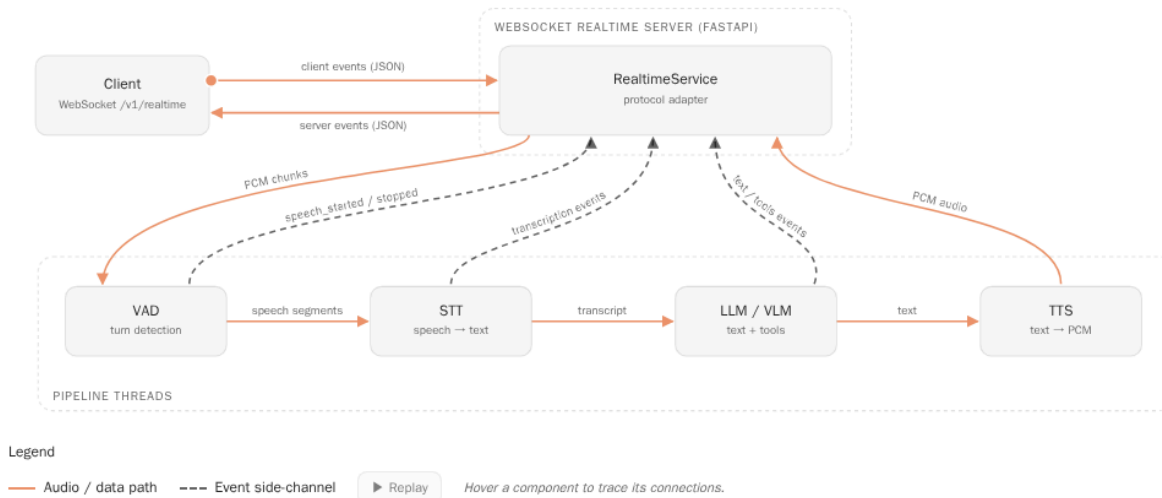 WEBSOCKET REALTIME SERVER (FASTAPI)
Client
WebSocket /v1/realtime
client events (JSON)
server events (JSON)
RealtimeService
protocol adapter
PCM chunks
speech_started / stopped
transcription events
text / tools events
PCM audio
VAD
turn detection
speech segments
STT
speech → text
transcript
LLM / VLM
text + tools
text
TTS
text → PCM
PIPELINE THREADS
Legend
Audio / data path
Event side-channel
▶ Replay
Hover a component to trace its connections.